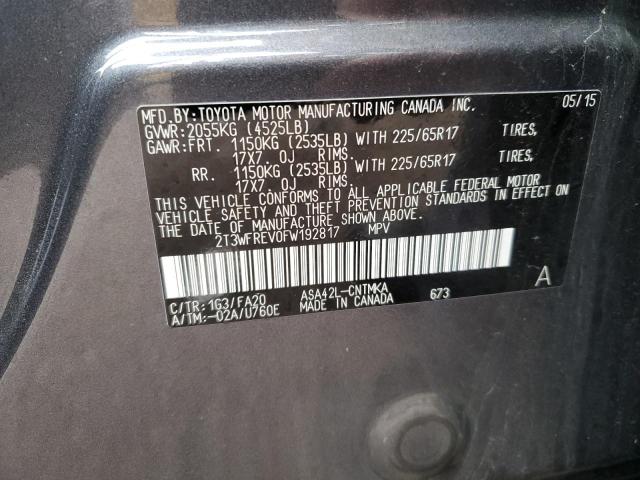 MFD.BY:TOYOTA MOTOR MANUFACTURING CANADA INC. 05/15
GVWR:2055KG (4525LB)
GAWR:FRT. 1150KG (2535LB) WITH 225/65R17 TIRES,
17X7.0J RIMS.
RR. 1150KG (2535LB) WITH 225/65R17 TIRES,
17X7.0J RIMS.
THIS VEHICLE CONFORMS TO ALL APPLICABLE FEDERAL MOTOR
VEHICLE SAFETY AND THEFT PREVENTION STANDARDS IN EFFECT ON
THE DATE OF MANUFACTURE SHOWN ABOVE.
2T3WFREV0FW192817 MPV
C/TR:1G3/FA20 ASA42L-CNTMKA 673 A
A/TM:-02A/U760E MADE IN CANADA